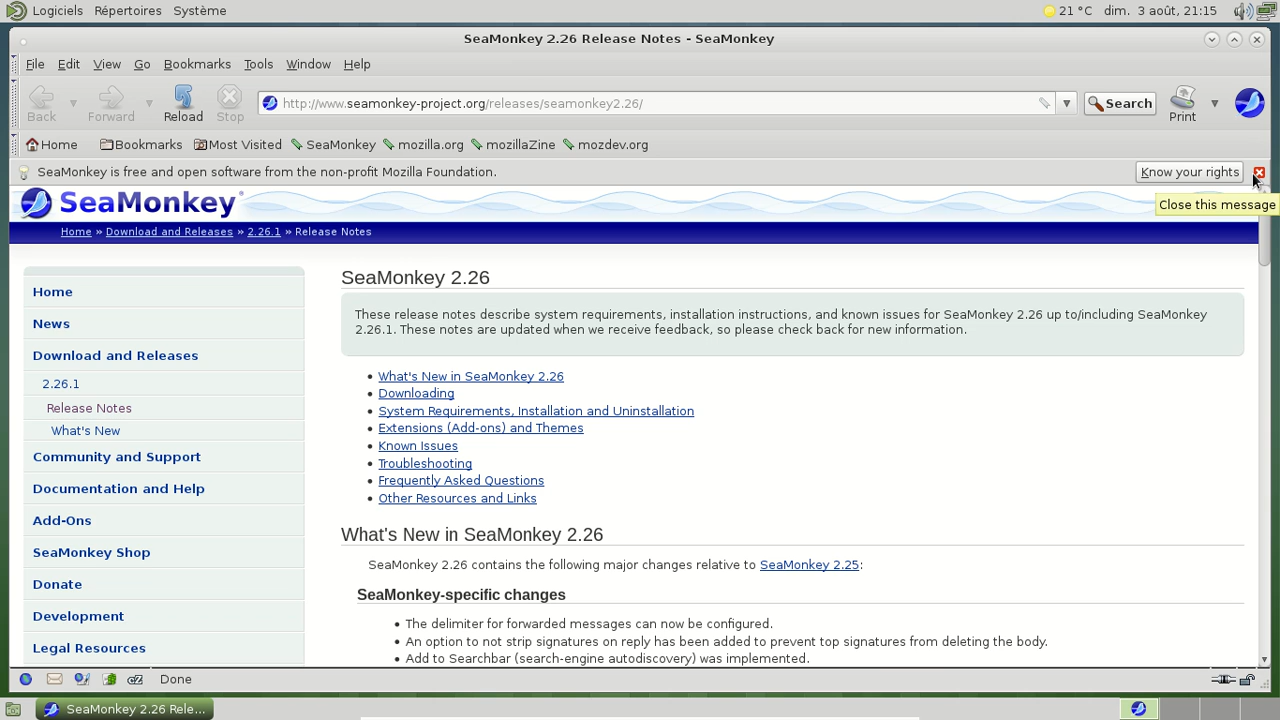 Logiciels Répertoires Système 21 °C dim. 3 août, 21:15
SeaMonkey 2.26 Release Notes - SeaMonkey
File Edit View Go Bookmarks Tools Window Help
Back Forward Reload Stop http://www.seamonkey-project.org/releases/seamonkey2.26/ Search Print
Home Bookmarks Most Visited SeaMonkey mozilla.org mozillaZine mozdev.org
SeaMonkey is free and open software from the non-profit Mozilla Foundation. Know your rights
Close this message
SeaMonkey
Home » Download and Releases » 2.26.1 » Release Notes
Home
News
Download and Releases
2.26.1
Release Notes
What's New
Community and Support
Documentation and Help
Add-Ons
SeaMonkey Shop
Donate
Development
Legal Resources
SeaMonkey 2.26
These release notes describe system requirements, installation instructions, and known issues for SeaMonkey 2.26 up to/including SeaMonkey
2.26.1. These notes are updated when we receive feedback, so please check back for new information.
• What's New in SeaMonkey 2.26
• Downloading
• System Requirements, Installation and Uninstallation
• Extensions (Add-ons) and Themes
• Known Issues
• Troubleshooting
• Frequently Asked Questions
• Other Resources and Links
What's New in SeaMonkey 2.26
SeaMonkey 2.26 contains the following major changes relative to SeaMonkey 2.25:
SeaMonkey-specific changes
• The delimiter for forwarded messages can now be configured.
• An option to not strip signatures on reply has been added to prevent top signatures from deleting the body.
• Add to Searchbar (search-engine autodiscovery) was implemented.
Done
SeaMonkey 2.26 Rele...